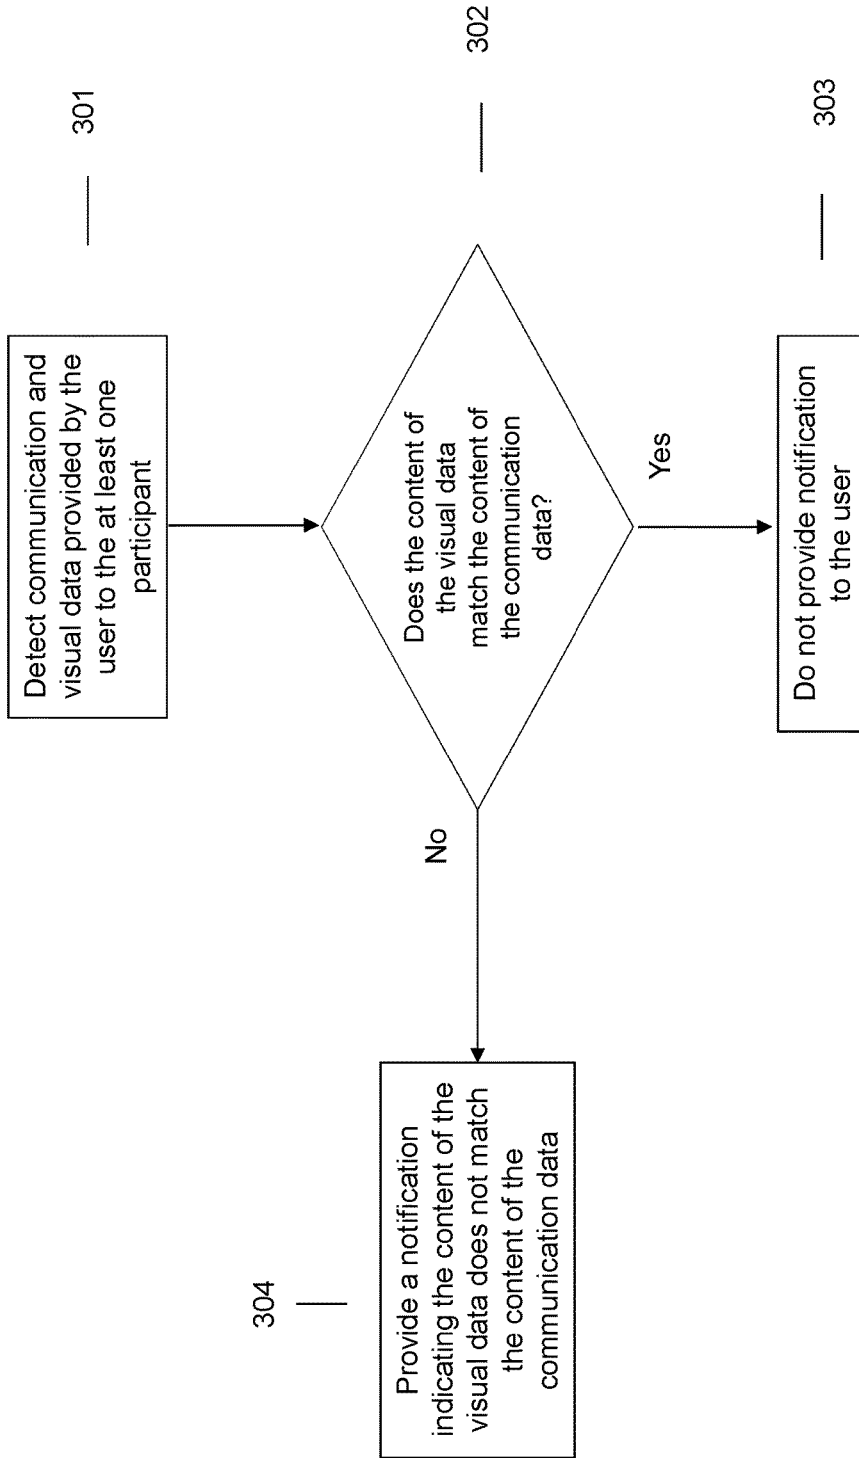 Detect communication and
visual data provided by the
user to the at least one
participant
301
Does the content of
the visual data
match the content of
the communication
data?
302
No
Yes
Provide a notification
indicating the content of the
visual data does not match
the content of the
communication data
304
Do not provide notification
to the user
303